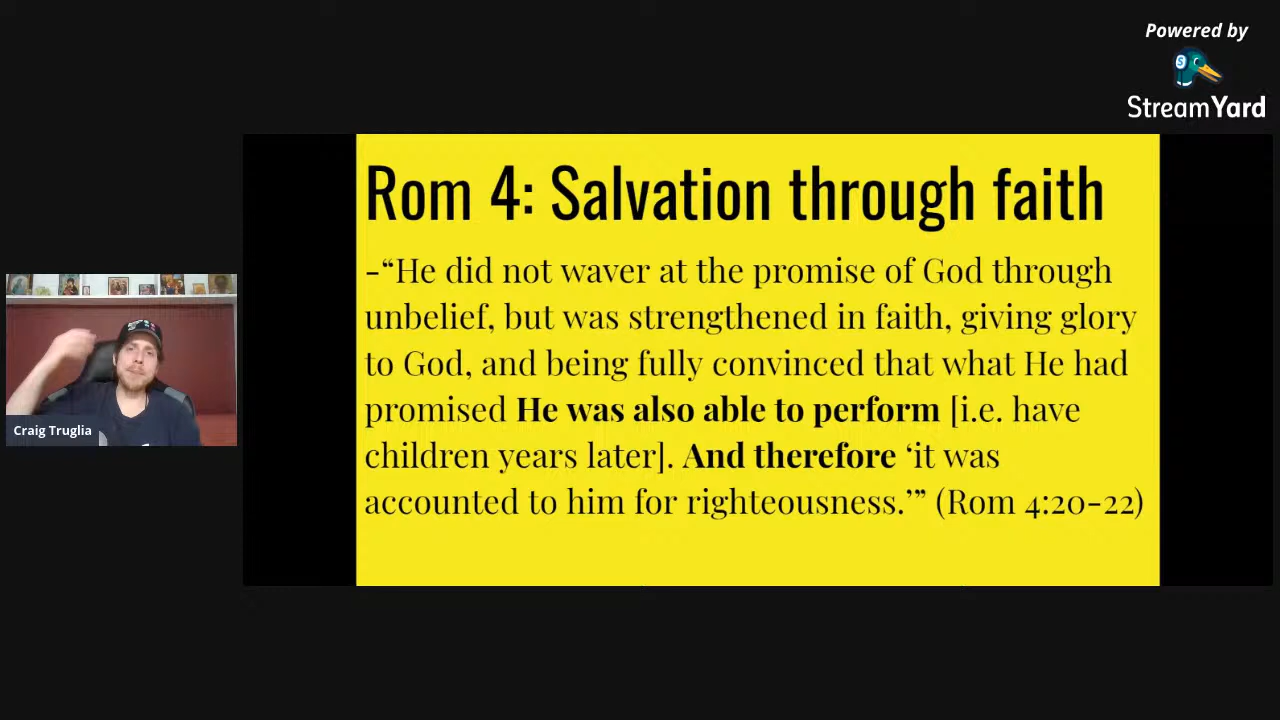 Powered by
StreamYard
Rom 4: Salvation through faith
-“He did not waver at the promise of God through
unbelief, but was strengthened in faith, giving glory
to God, and being fully convinced that what He had
promised He was also able to perform [i.e. have
children years later]. And therefore ‘it was
accounted to him for righteousness.’” (Rom 4:20-22)
Craig Truglia